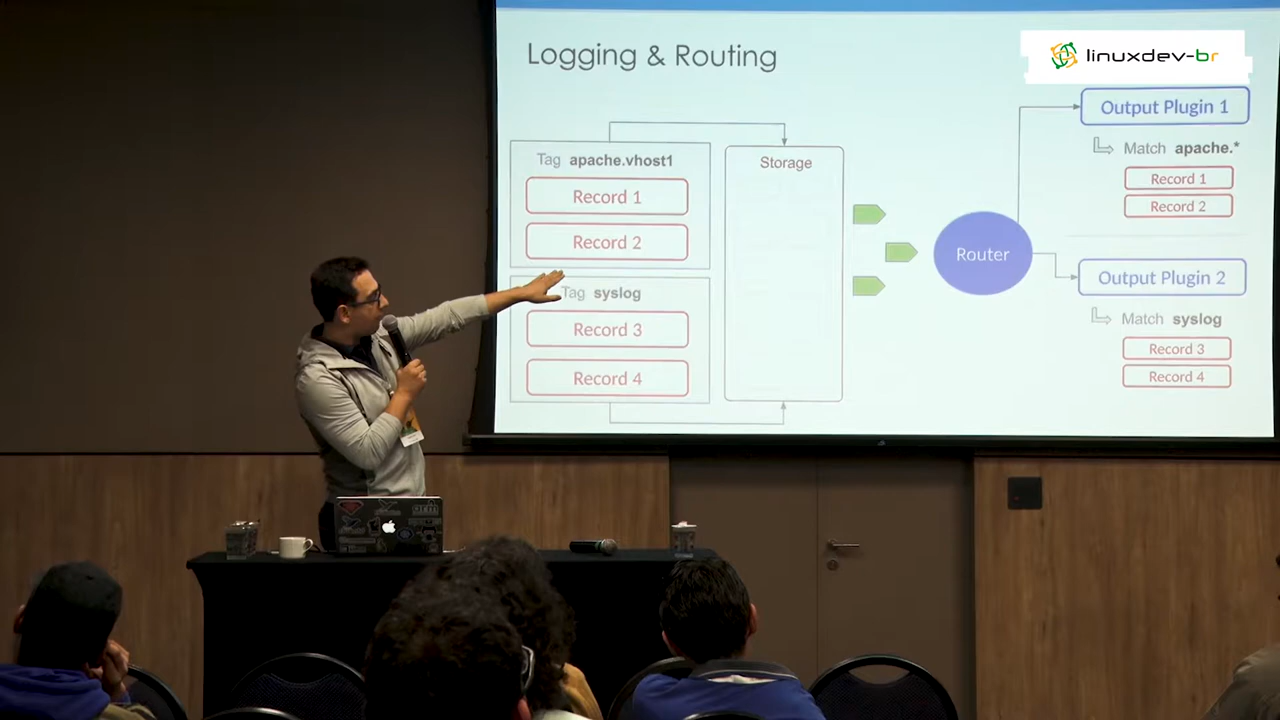 Logging & Routing
linuxdev-br
Tag apache.vhost1
Record 1
Record 2
Tag syslog
Record 3
Record 4
Storage
Router
Output Plugin 1
Match apache.*
Record 1
Record 2
Output Plugin 2
Match syslog
Record 3
Record 4